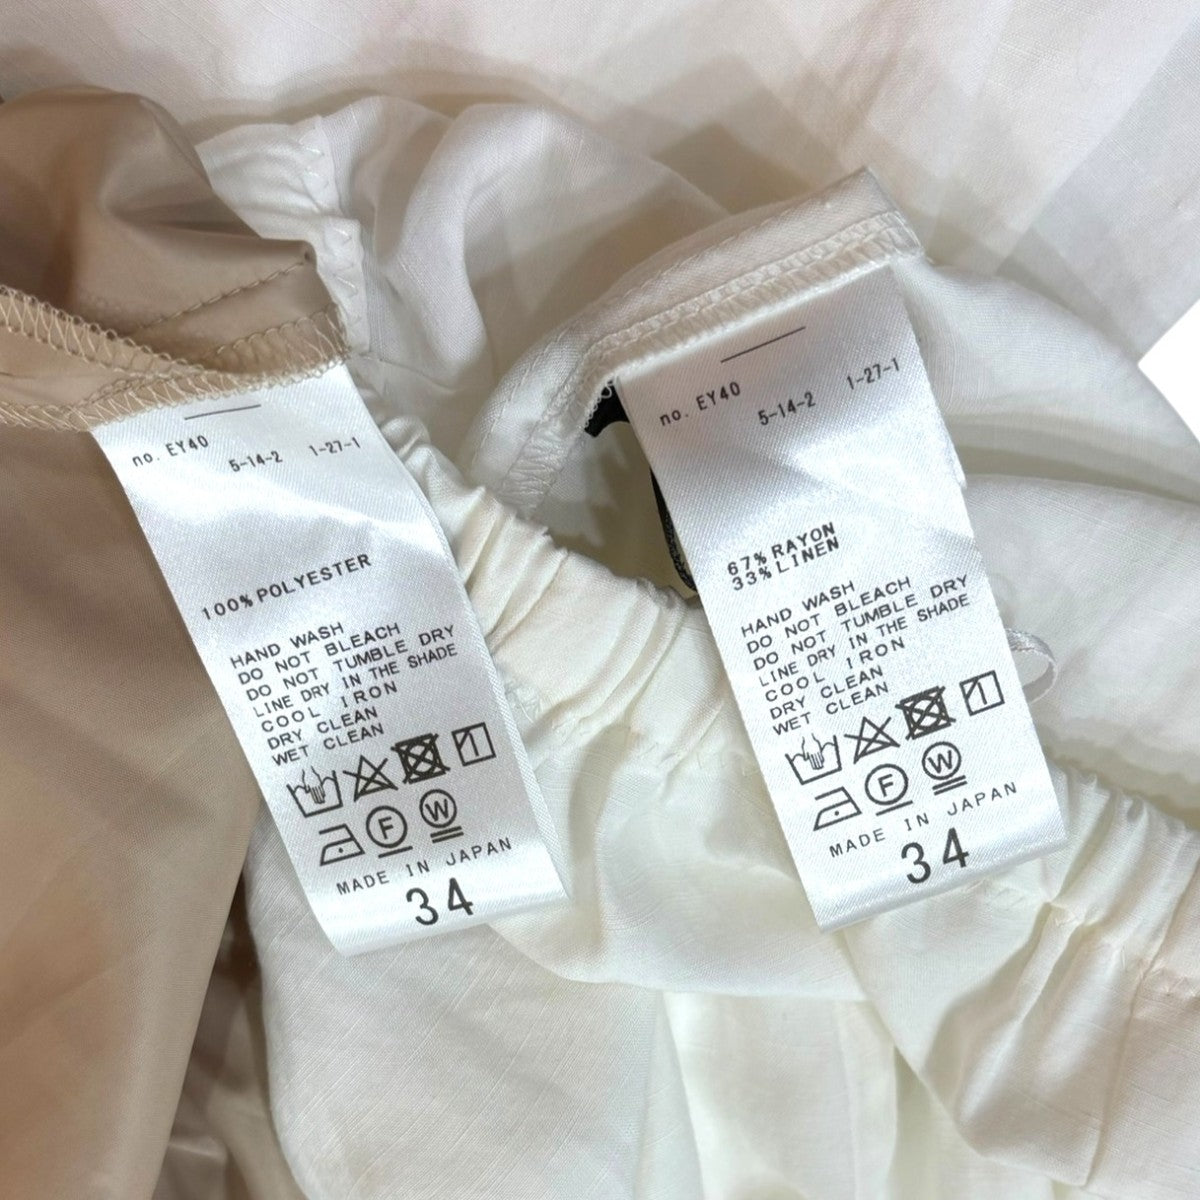 no. EY40
5-14-2 1-27-1
100% POLYESTER
HAND WASH
DO NOT BLEACH
DO NOT TUMBLE DRY
LINE DRY IN THE SHADE
COOL IRON
DRY CLEAN
WET CLEAN
F W
MADE IN JAPAN
34
no. EY40
5-14-2 1-27-1
67% RAYON
33% LINEN
HAND WASH
DO NOT BLEACH
DO NOT TUMBLE DRY
LINE DRY IN THE SHADE
COOL IRON
DRY CLEAN
WET CLEAN
F W
MADE IN JAPAN
34